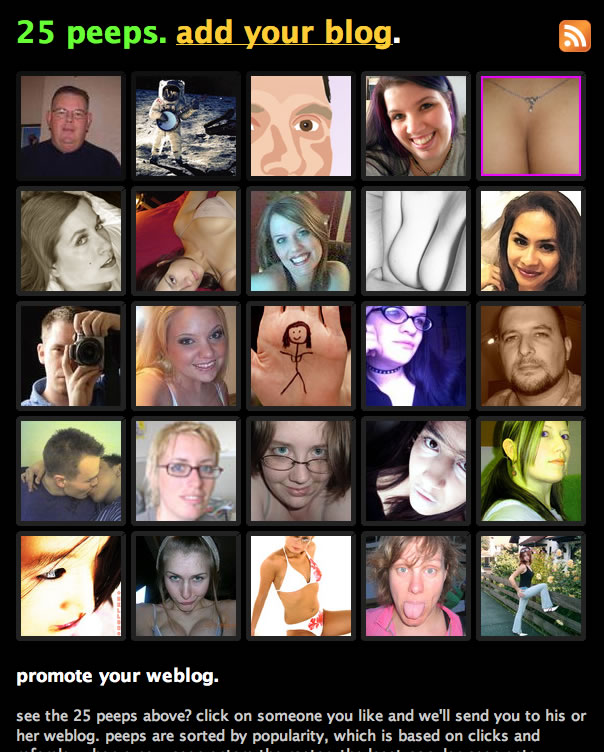 25 peeps. add your blog.
promote your weblog.
see the 25 peeps above? click on someone you like and we'll send you to his or
her weblog. peeps are sorted by popularity, which is based on clicks and